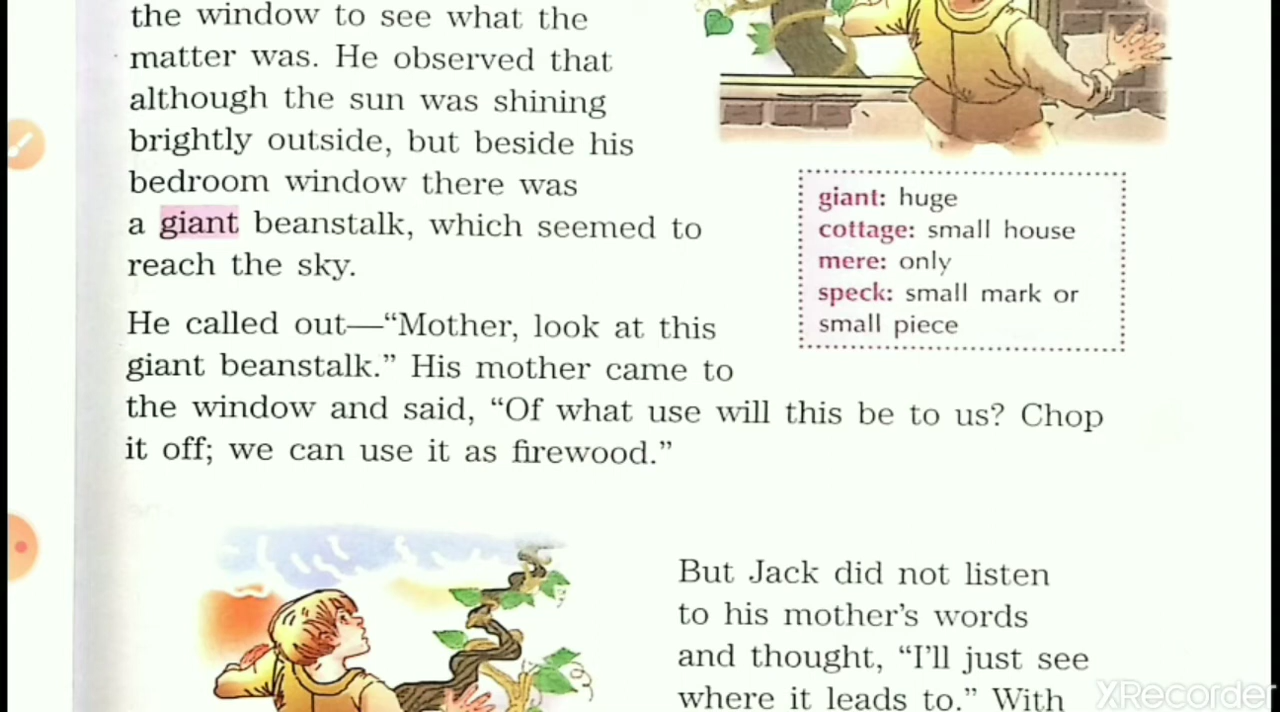 the window to see what the
matter was. He observed that
although the sun was shining
brightly outside, but beside his
bedroom window there was
a giant beanstalk, which seemed to
reach the sky.
giant: huge
cottage: small house
mere: only
speck: small mark or
small piece
He called out—“Mother, look at this
giant beanstalk.” His mother came to
the window and said, “Of what use will this be to us? Chop
it off; we can use it as firewood.”
But Jack did not listen
to his mother’s words
and thought, “I’ll just see
where it leads to.” With
XRecorder